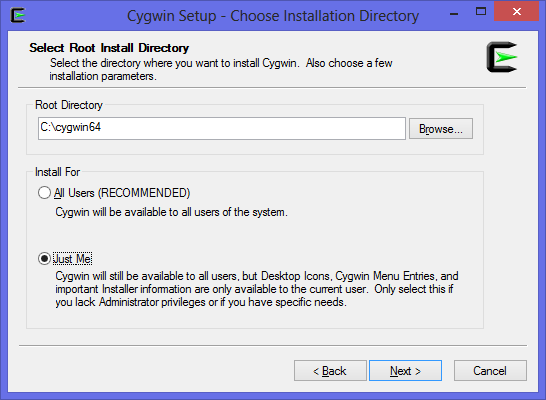 Cygwin Setup - Choose Installation Directory
Select Root Install Directory
Select the directory where you want to install Cygwin. Also choose a few
installation parameters.
Root Directory
C:\cygwin64
Browse...
Install For
All Users (RECOMMENDED)
Cygwin will be available to all users of the system.
Just Me
Cygwin will still be available to all users, but Desktop Icons, Cygwin Menu Entries, and
important Installer information are only available to the current user. Only select this if
you lack Administrator privileges or if you have specific needs.
< Back
Next >
Cancel